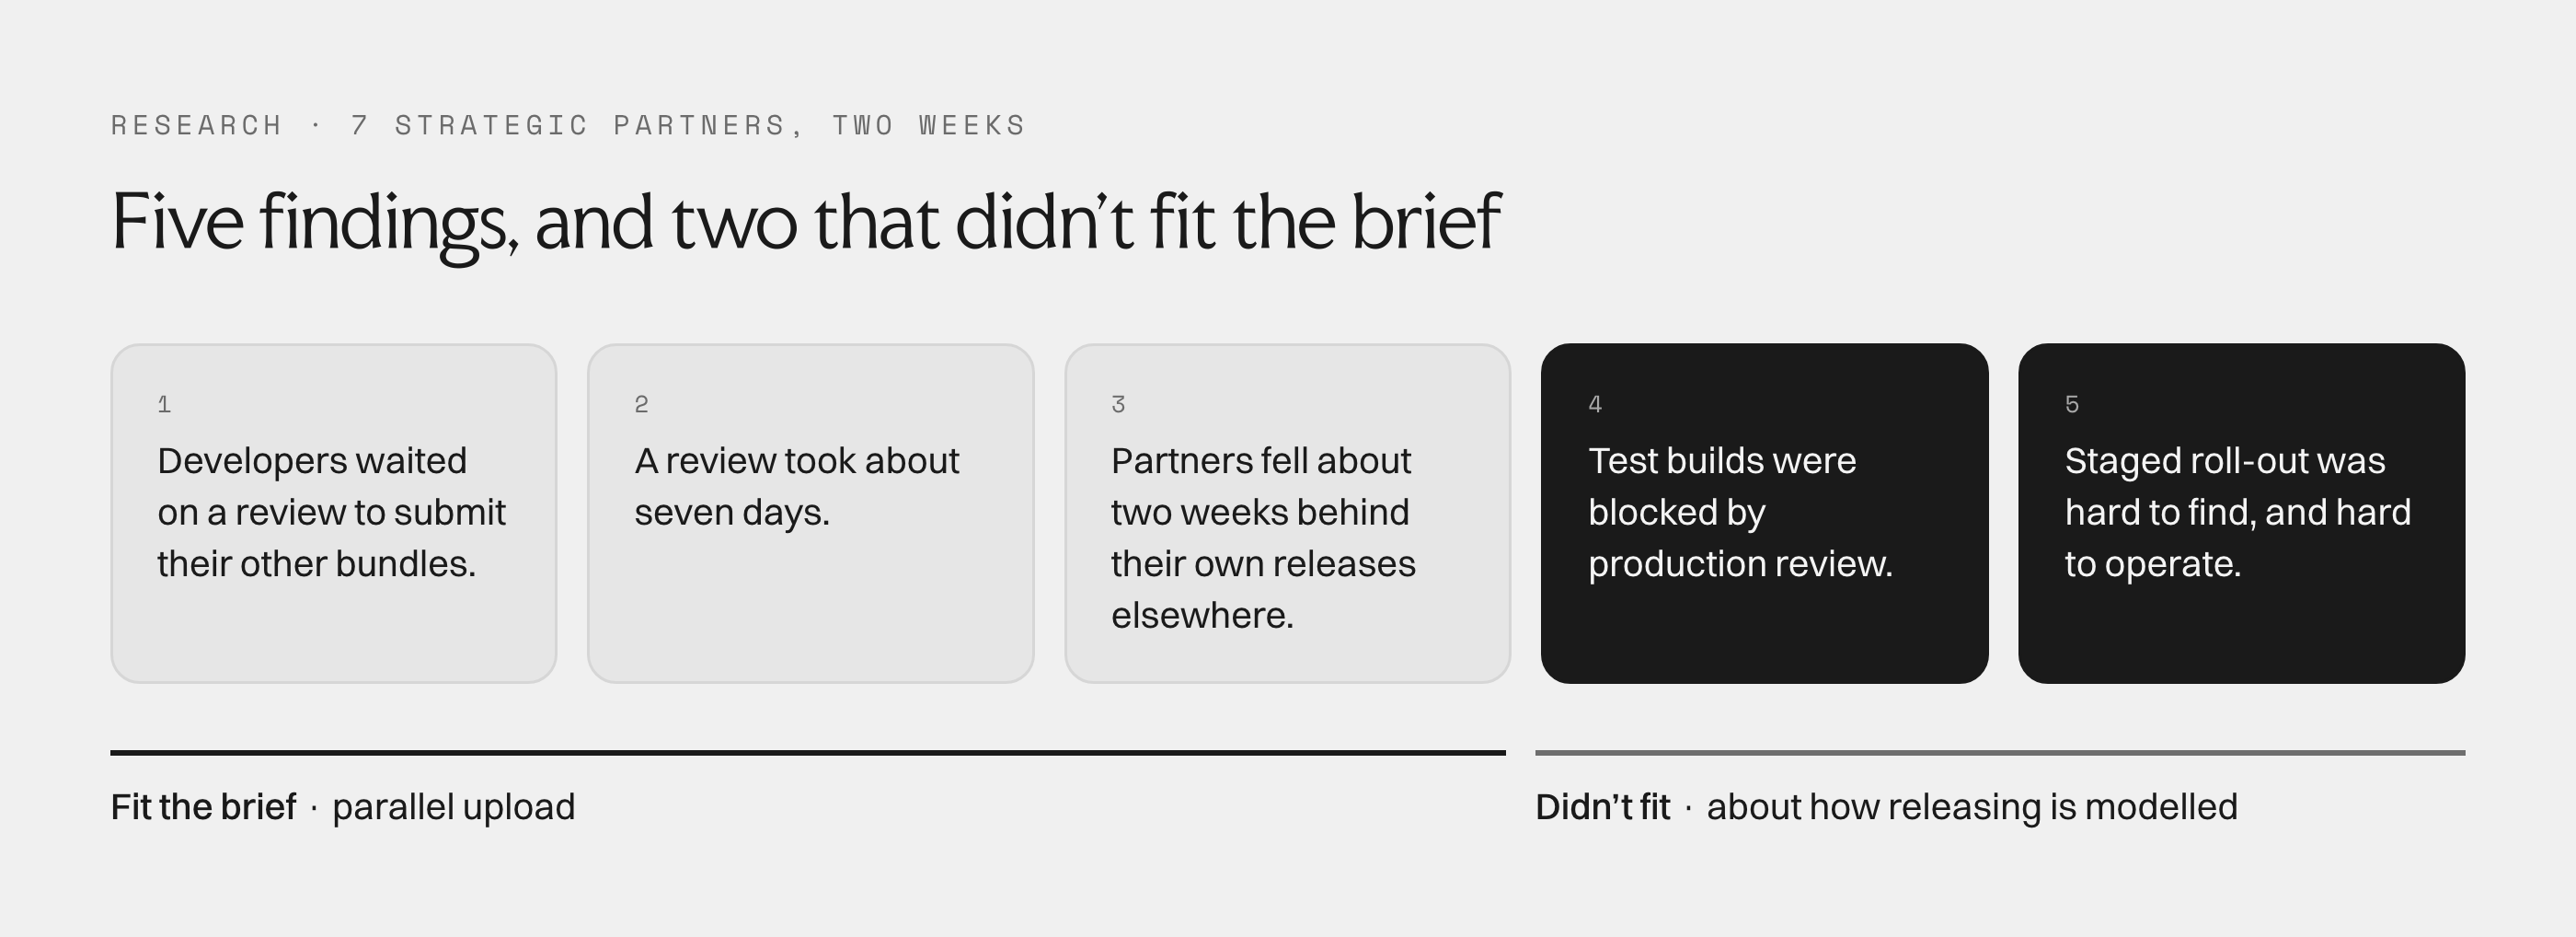 RESEARCH · 7 STRATEGIC PARTNERS, TWO WEEKS
Five findings, and two that didn’t fit the brief
1
Developers waited
on a review to submit
their other bundles.
2
A review took about
seven days.
3
Partners fell about
two weeks behind
their own releases
elsewhere.
4
Test builds were
blocked by
production review.
5
Staged roll-out was
hard to find, and hard
to operate.
Fit the brief · parallel upload
Didn’t fit · about how releasing is modelled